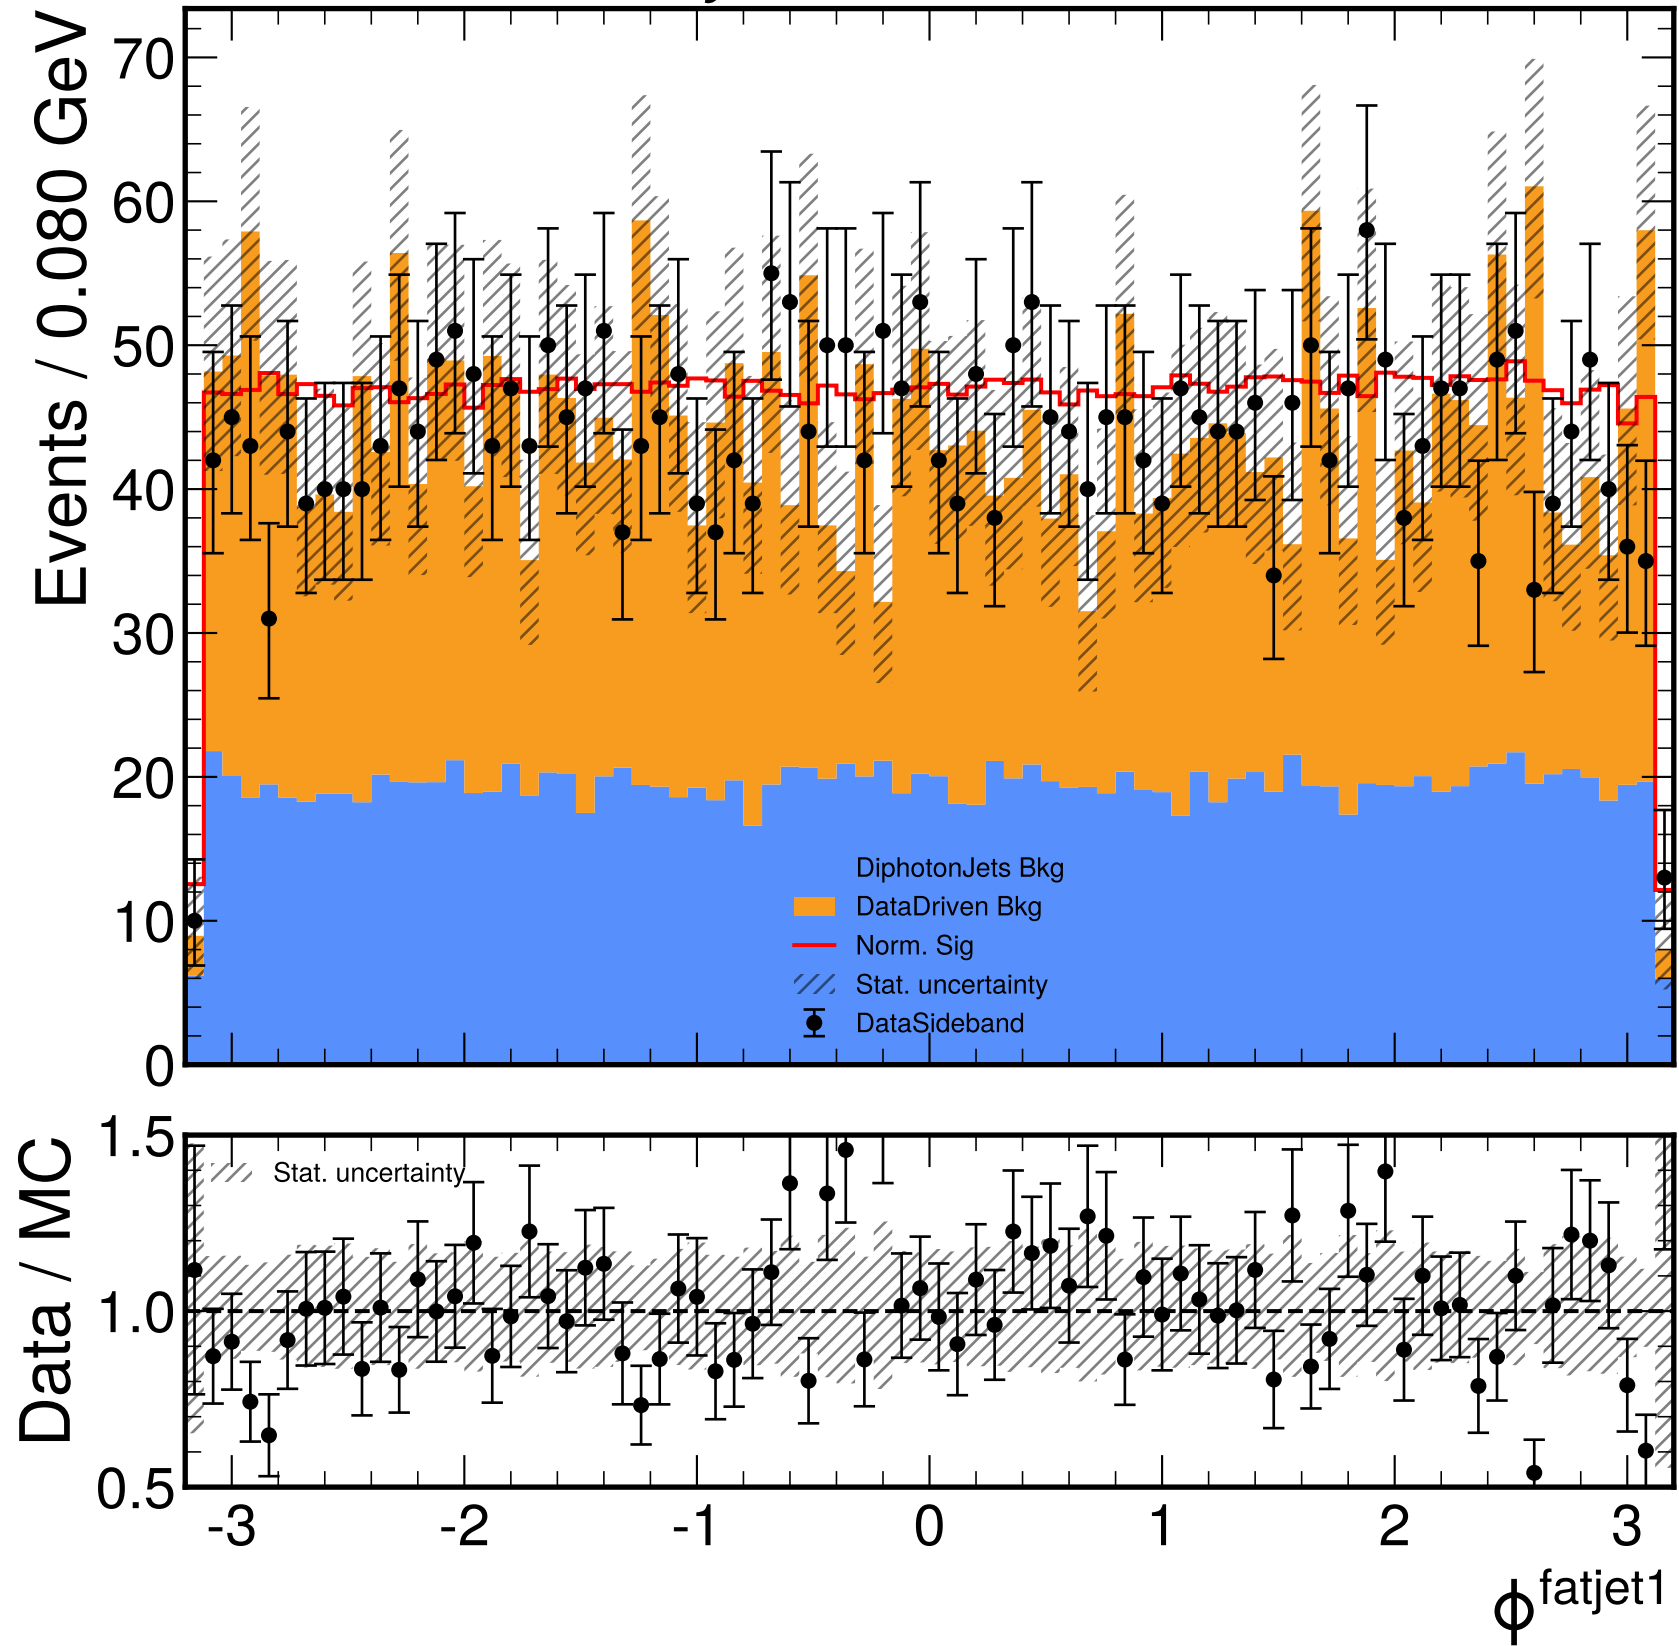 Events / 0.080 GeV
70
60
50
40
30
20
10
0
DiphotonJets Bkg
DataDriven Bkg
Norm. Sig
Stat. uncertainty
DataSideband
Data / MC
1.5
1.0
0.5
Stat. uncertainty
-3 -2 -1 0 1 2 3
ϕ fatjet1